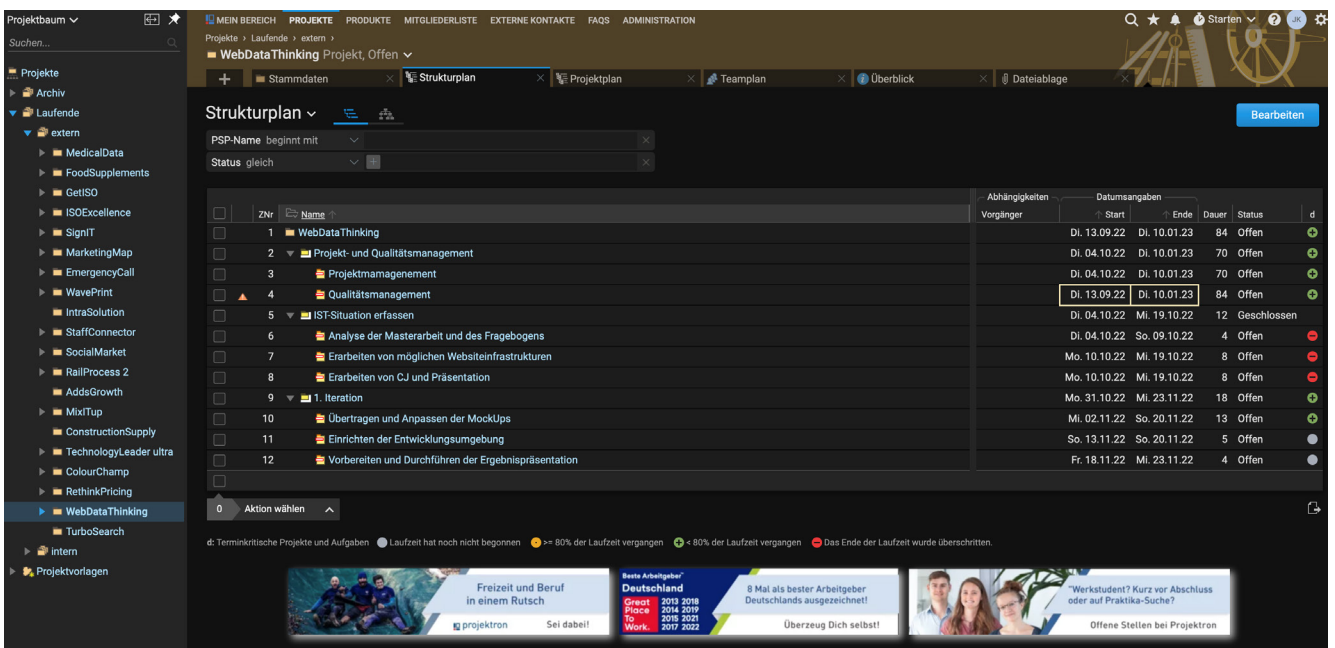 Projektbaum
Suchen...
Projekte
Archiv
Laufende
extern
MedicalData
FoodSupplements
GetISO
ISOExcellence
SignIT
MarketingMap
EmergencyCall
WavePrint
IntraSolution
StaffConnector
SocialMarket
RailProcess 2
AddsGrowth
MixITup
ConstructionSupply
TechnologyLeader ultra
ColourChamp
RethinkPricing
WebDataThinking
TurboSearch
intern
Projektvorlagen
MEIN BEREICH PROJEKTE PRODUKTE MITGLIEDERLISTE EXTERNE KONTAKTE FAQS ADMINISTRATION
Starten ? JK
Projekte › Laufende › extern ›
WebDataThinking Projekt, Offen
+ Stammdaten × Strukturplan × Projektplan × Teamplan × Überblick × Dateiablage ×
Strukturplan
Bearbeiten
PSP-Name beginnt mit
Status gleich
Abhängigkeiten Datumsangaben
ZNr Name Vorgänger Start Ende Dauer Status d
1 WebDataThinking Di. 13.09.22 Di. 10.01.23 84 Offen
2 Projekt- und Qualitätsmanagement Di. 04.10.22 Di. 10.01.23 70 Offen
3 Projektmamagenement Di. 04.10.22 Di. 10.01.23 70 Offen
4 Qualitätsmanagement Di. 13.09.22 Di. 10.01.23 84 Offen
5 IST-Situation erfassen Di. 04.10.22 Mi. 19.10.22 12 Geschlossen
6 Analyse der Masterarbeit und des Fragebogens Di. 04.10.22 So. 09.10.22 4 Offen
7 Erarbeiten von möglichen Websiteinfrastrukturen Mo. 10.10.22 Mi. 19.10.22 8 Offen
8 Erarbeiten von CJ und Präsentation Mo. 10.10.22 Mi. 19.10.22 8 Offen
9 1. Iteration Mo. 31.10.22 Mi. 23.11.22 18 Offen
10 Übertragen und Anpassen der MockUps Mi. 02.11.22 So. 20.11.22 13 Offen
11 Einrichten der Entwicklungsumgebung So. 13.11.22 So. 20.11.22 5 Offen
12 Vorbereiten und Durchführen der Ergebnispräsentation Fr. 18.11.22 Mi. 23.11.22 4 Offen
0 Aktion wählen
d: Terminkritische Projekte und Aufgaben Laufzeit hat noch nicht begonnen >= 80% der Laufzeit vergangen < 80% der Laufzeit vergangen Das Ende der Laufzeit wurde überschritten.
Freizeit und Beruf
in einem Rutsch
projektron Sei dabei!
Beste Arbeitgeber™
Deutschland
Great
Place
To
Work.
2013 2018
2014 2019
2015 2021
2017 2022
8 Mal als bester Arbeitgeber
Deutschlands ausgezeichnet!
Überzeug Dich selbst!
"Werkstudent? Kurz vor Abschluss
oder auf Praktika-Suche?
Offene Stellen bei Projektron